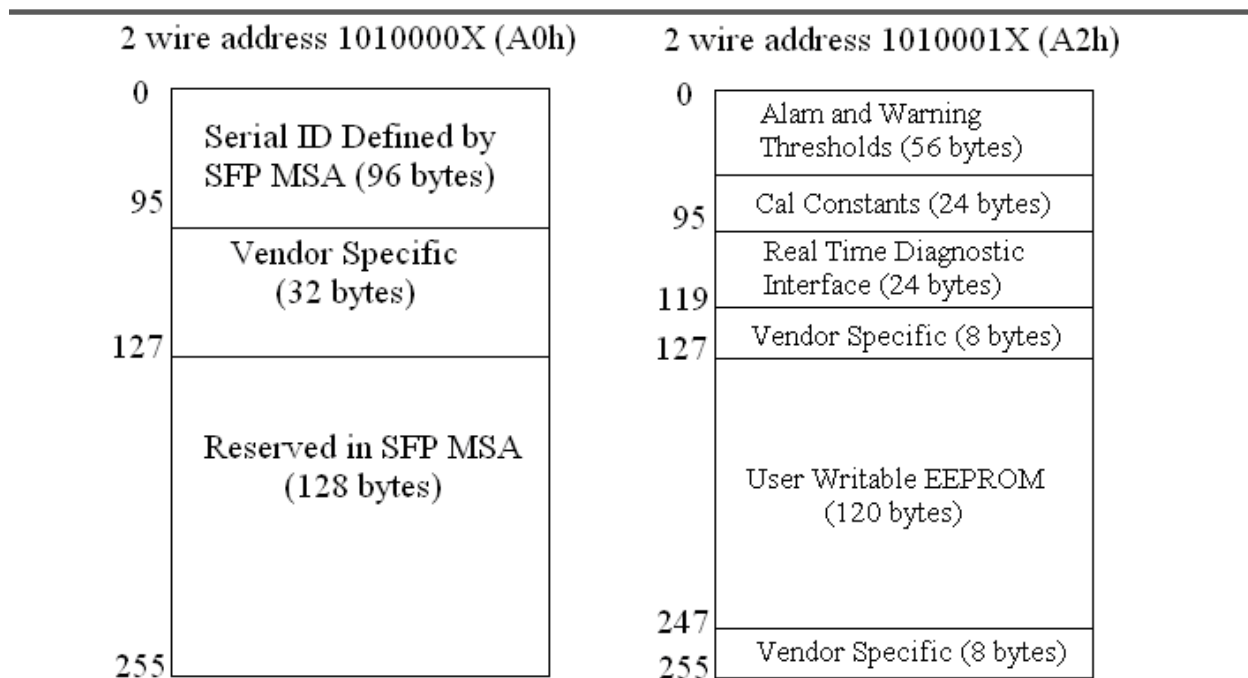 2 wire address 1010000X (A0h)
0
Serial ID Defined by
SFP MSA (96 bytes)
95
Vendor Specific
(32 bytes)
127
Reserved in SFP MSA
(128 bytes)
255
2 wire address 1010001X (A2h)
0
Alam and Warning
Thresholds (56 bytes)
Cal Constants (24 bytes)
95
Real Time Diagnostic
Interface (24 bytes)
119
Vendor Specific (8 bytes)
127
User Writable EEPROM
(120 bytes)
247
Vendor Specific (8 bytes)
255